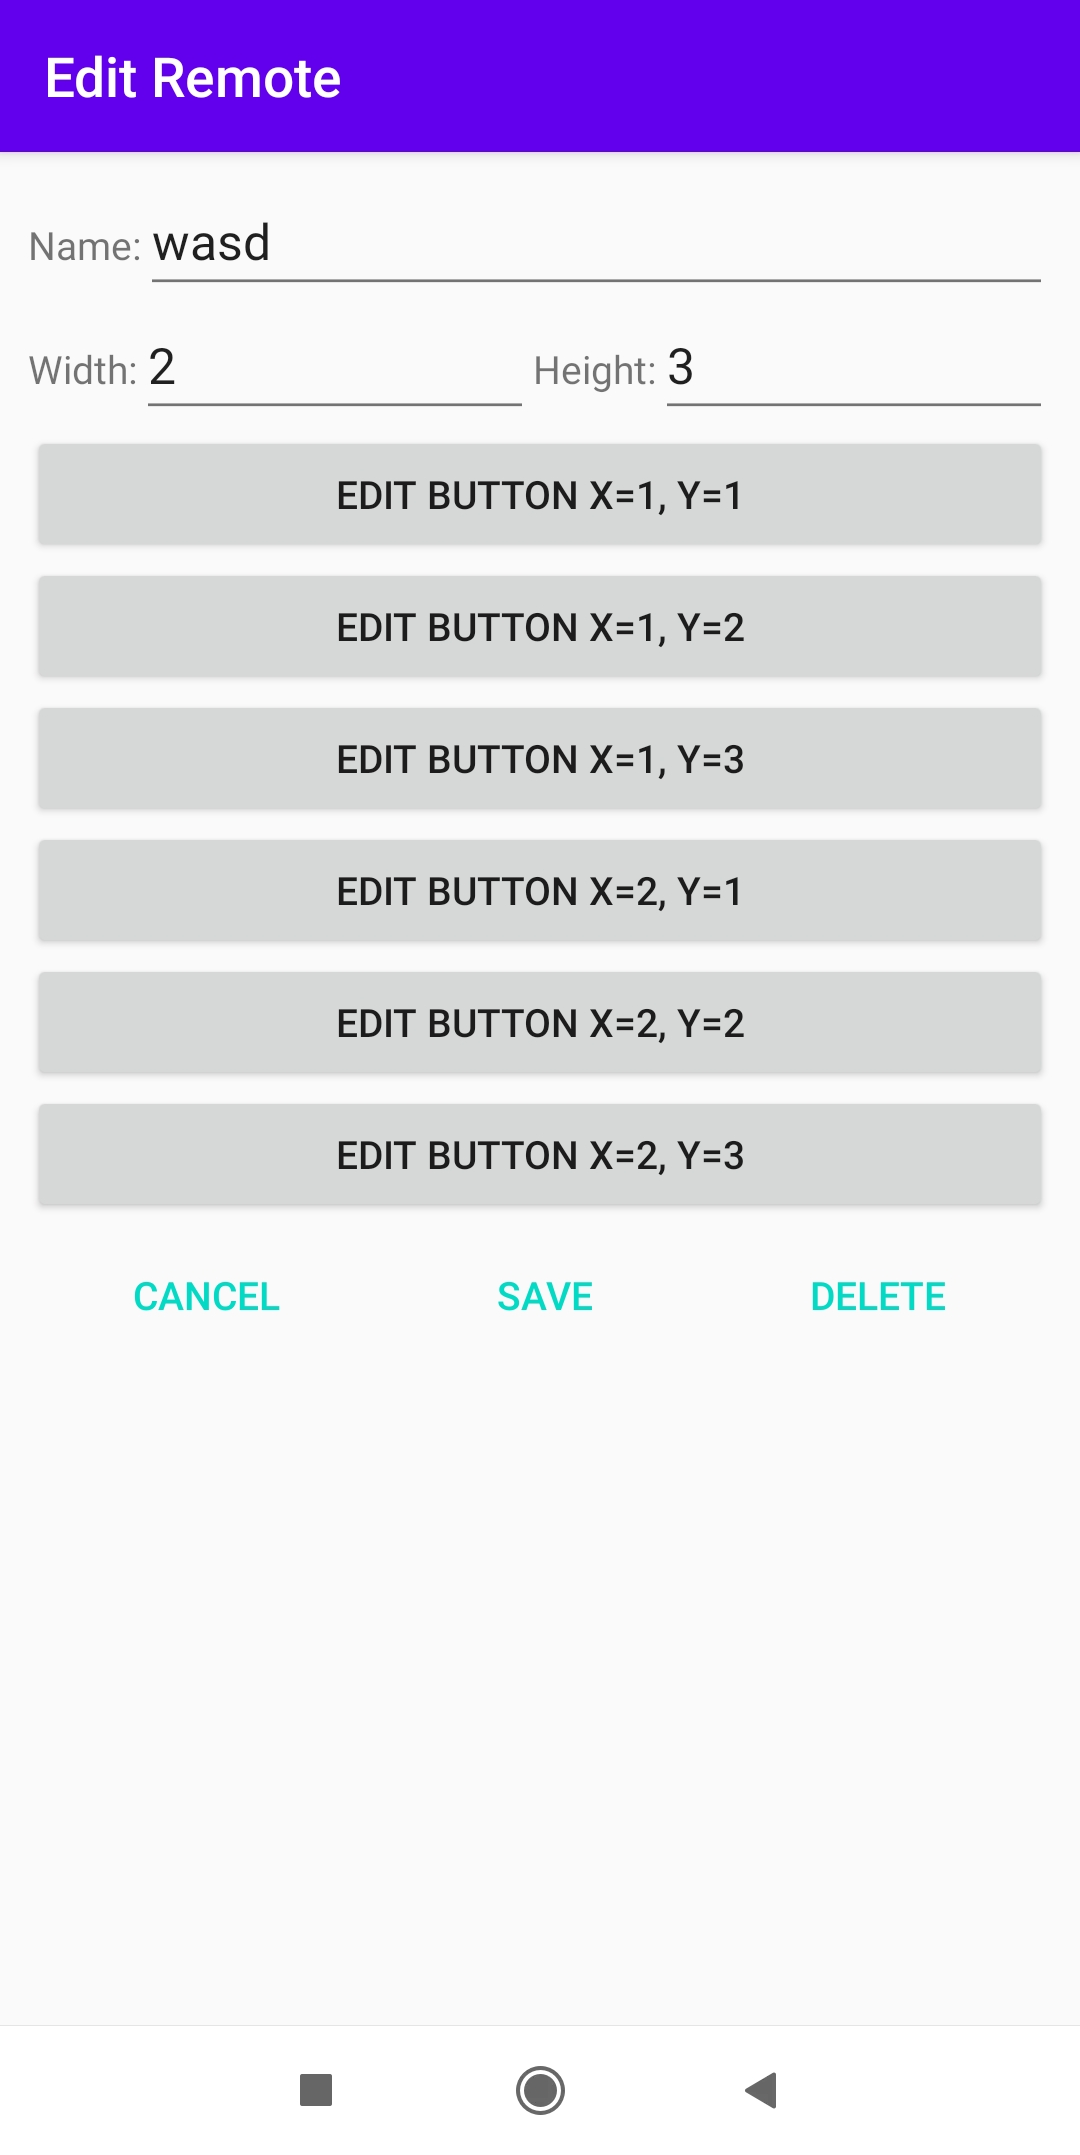 Edit Remote
Name: wasd
Width: 2 Height: 3
EDIT BUTTON X=1, Y=1
EDIT BUTTON X=1, Y=2
EDIT BUTTON X=1, Y=3
EDIT BUTTON X=2, Y=1
EDIT BUTTON X=2, Y=2
EDIT BUTTON X=2, Y=3
CANCEL SAVE DELETE